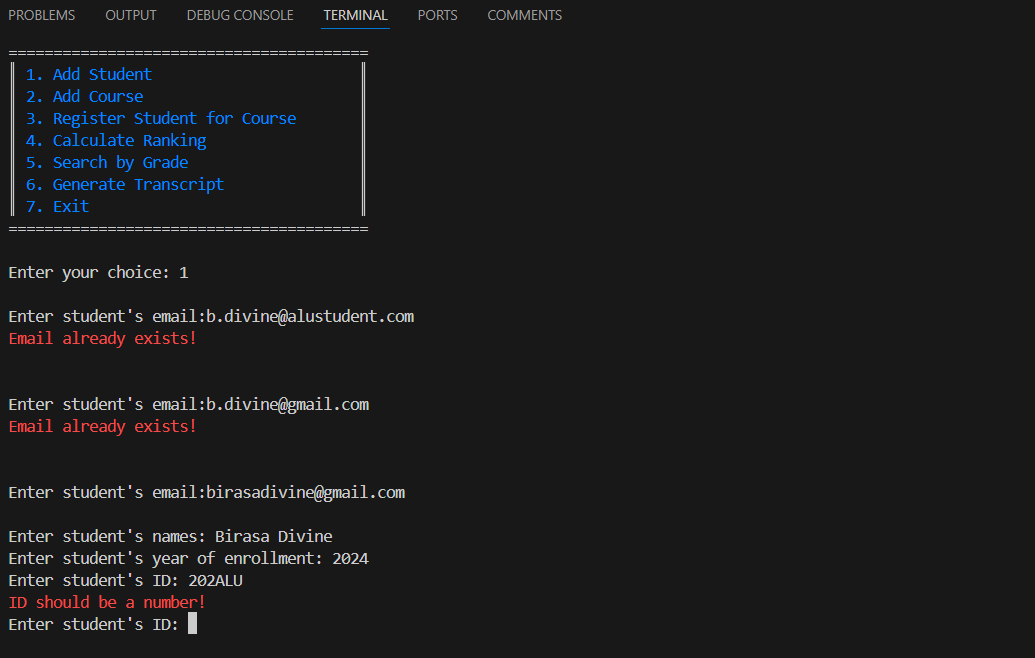 PROBLEMS OUTPUT DEBUG CONSOLE TERMINAL PORTS COMMENTS
========================================
║ 1. Add Student ║
║ 2. Add Course ║
║ 3. Register Student for Course ║
║ 4. Calculate Ranking ║
║ 5. Search by Grade ║
║ 6. Generate Transcript ║
║ 7. Exit ║
========================================
Enter your choice: 1
Enter student's email:b.divine@alustudent.com
Email already exists!
Enter student's email:b.divine@gmail.com
Email already exists!
Enter student's email:birasadivine@gmail.com
Enter student's names: Birasa Divine
Enter student's year of enrollment: 2024
Enter student's ID: 202ALU
ID should be a number!
Enter student's ID: